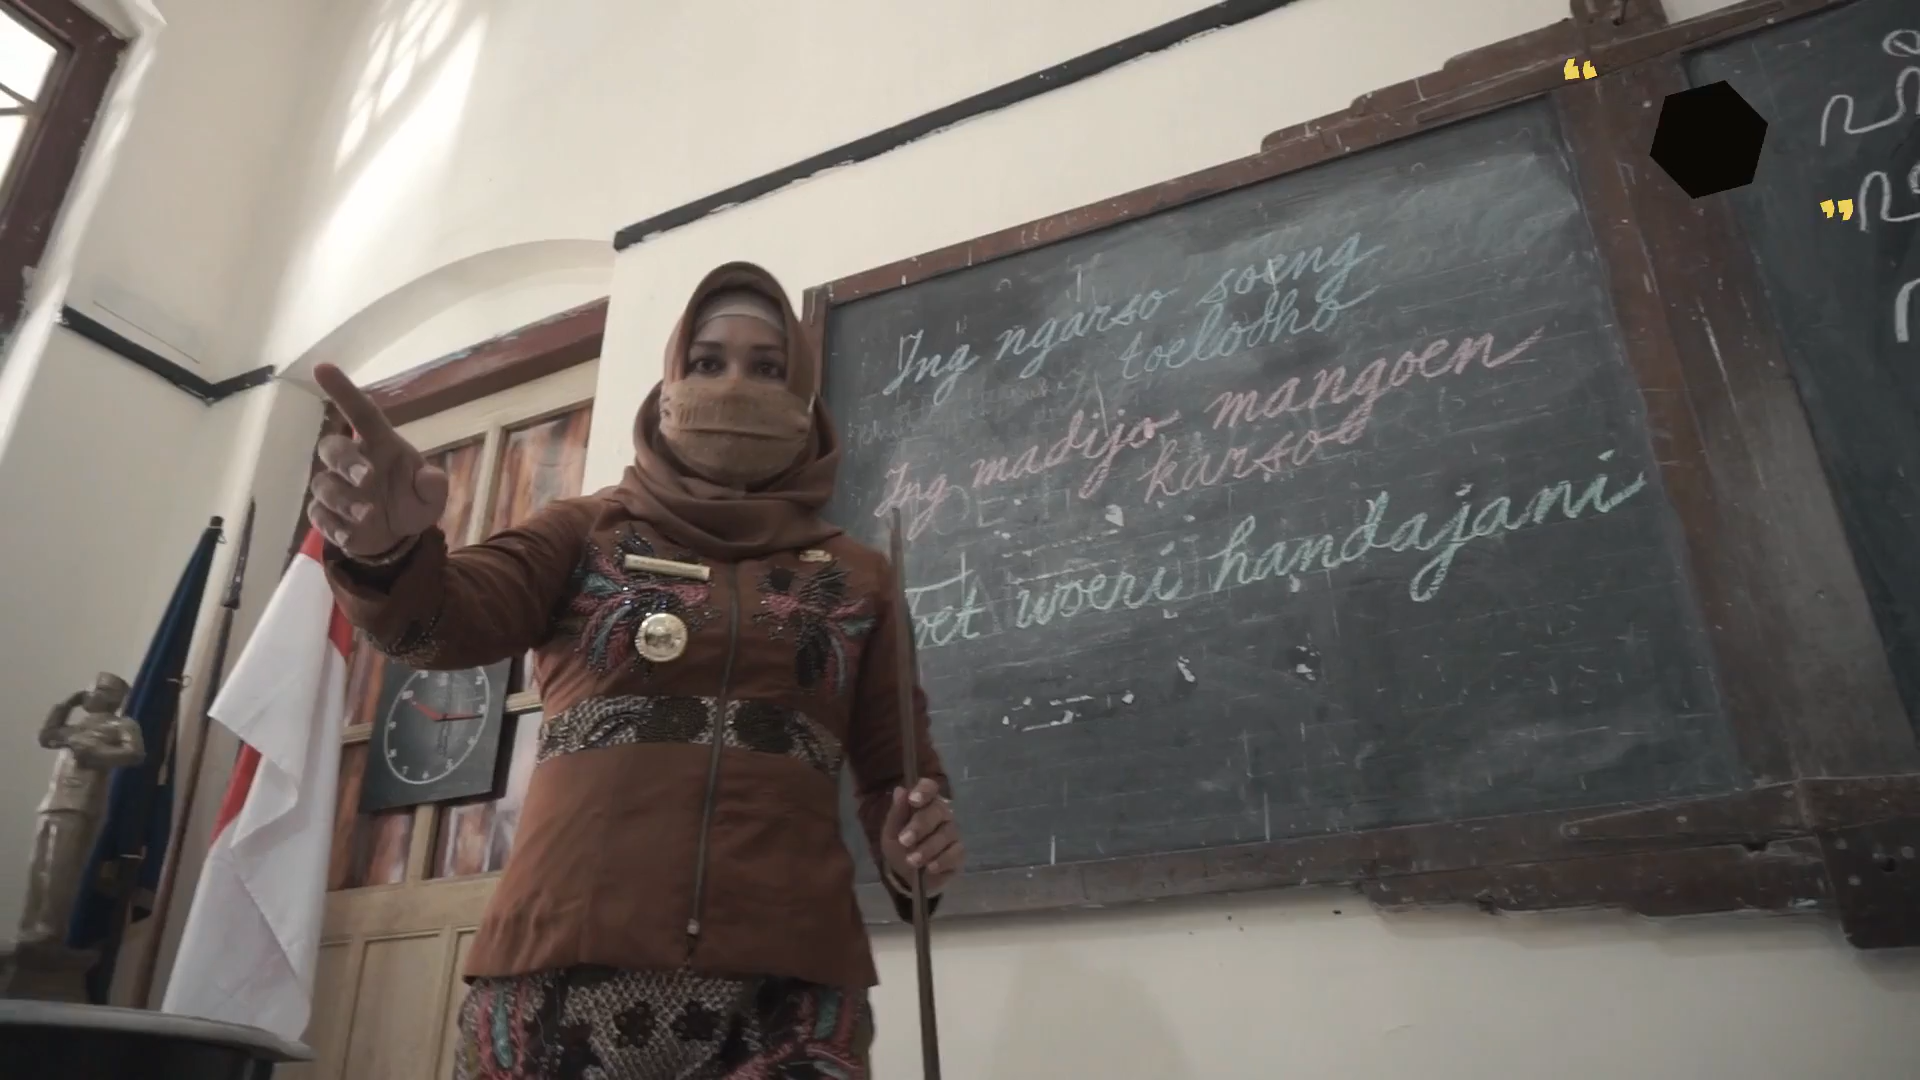 Ing ngarso soeng
toelodho
Ing madijo mangoen
karso
Toet woeri handajani
“
”